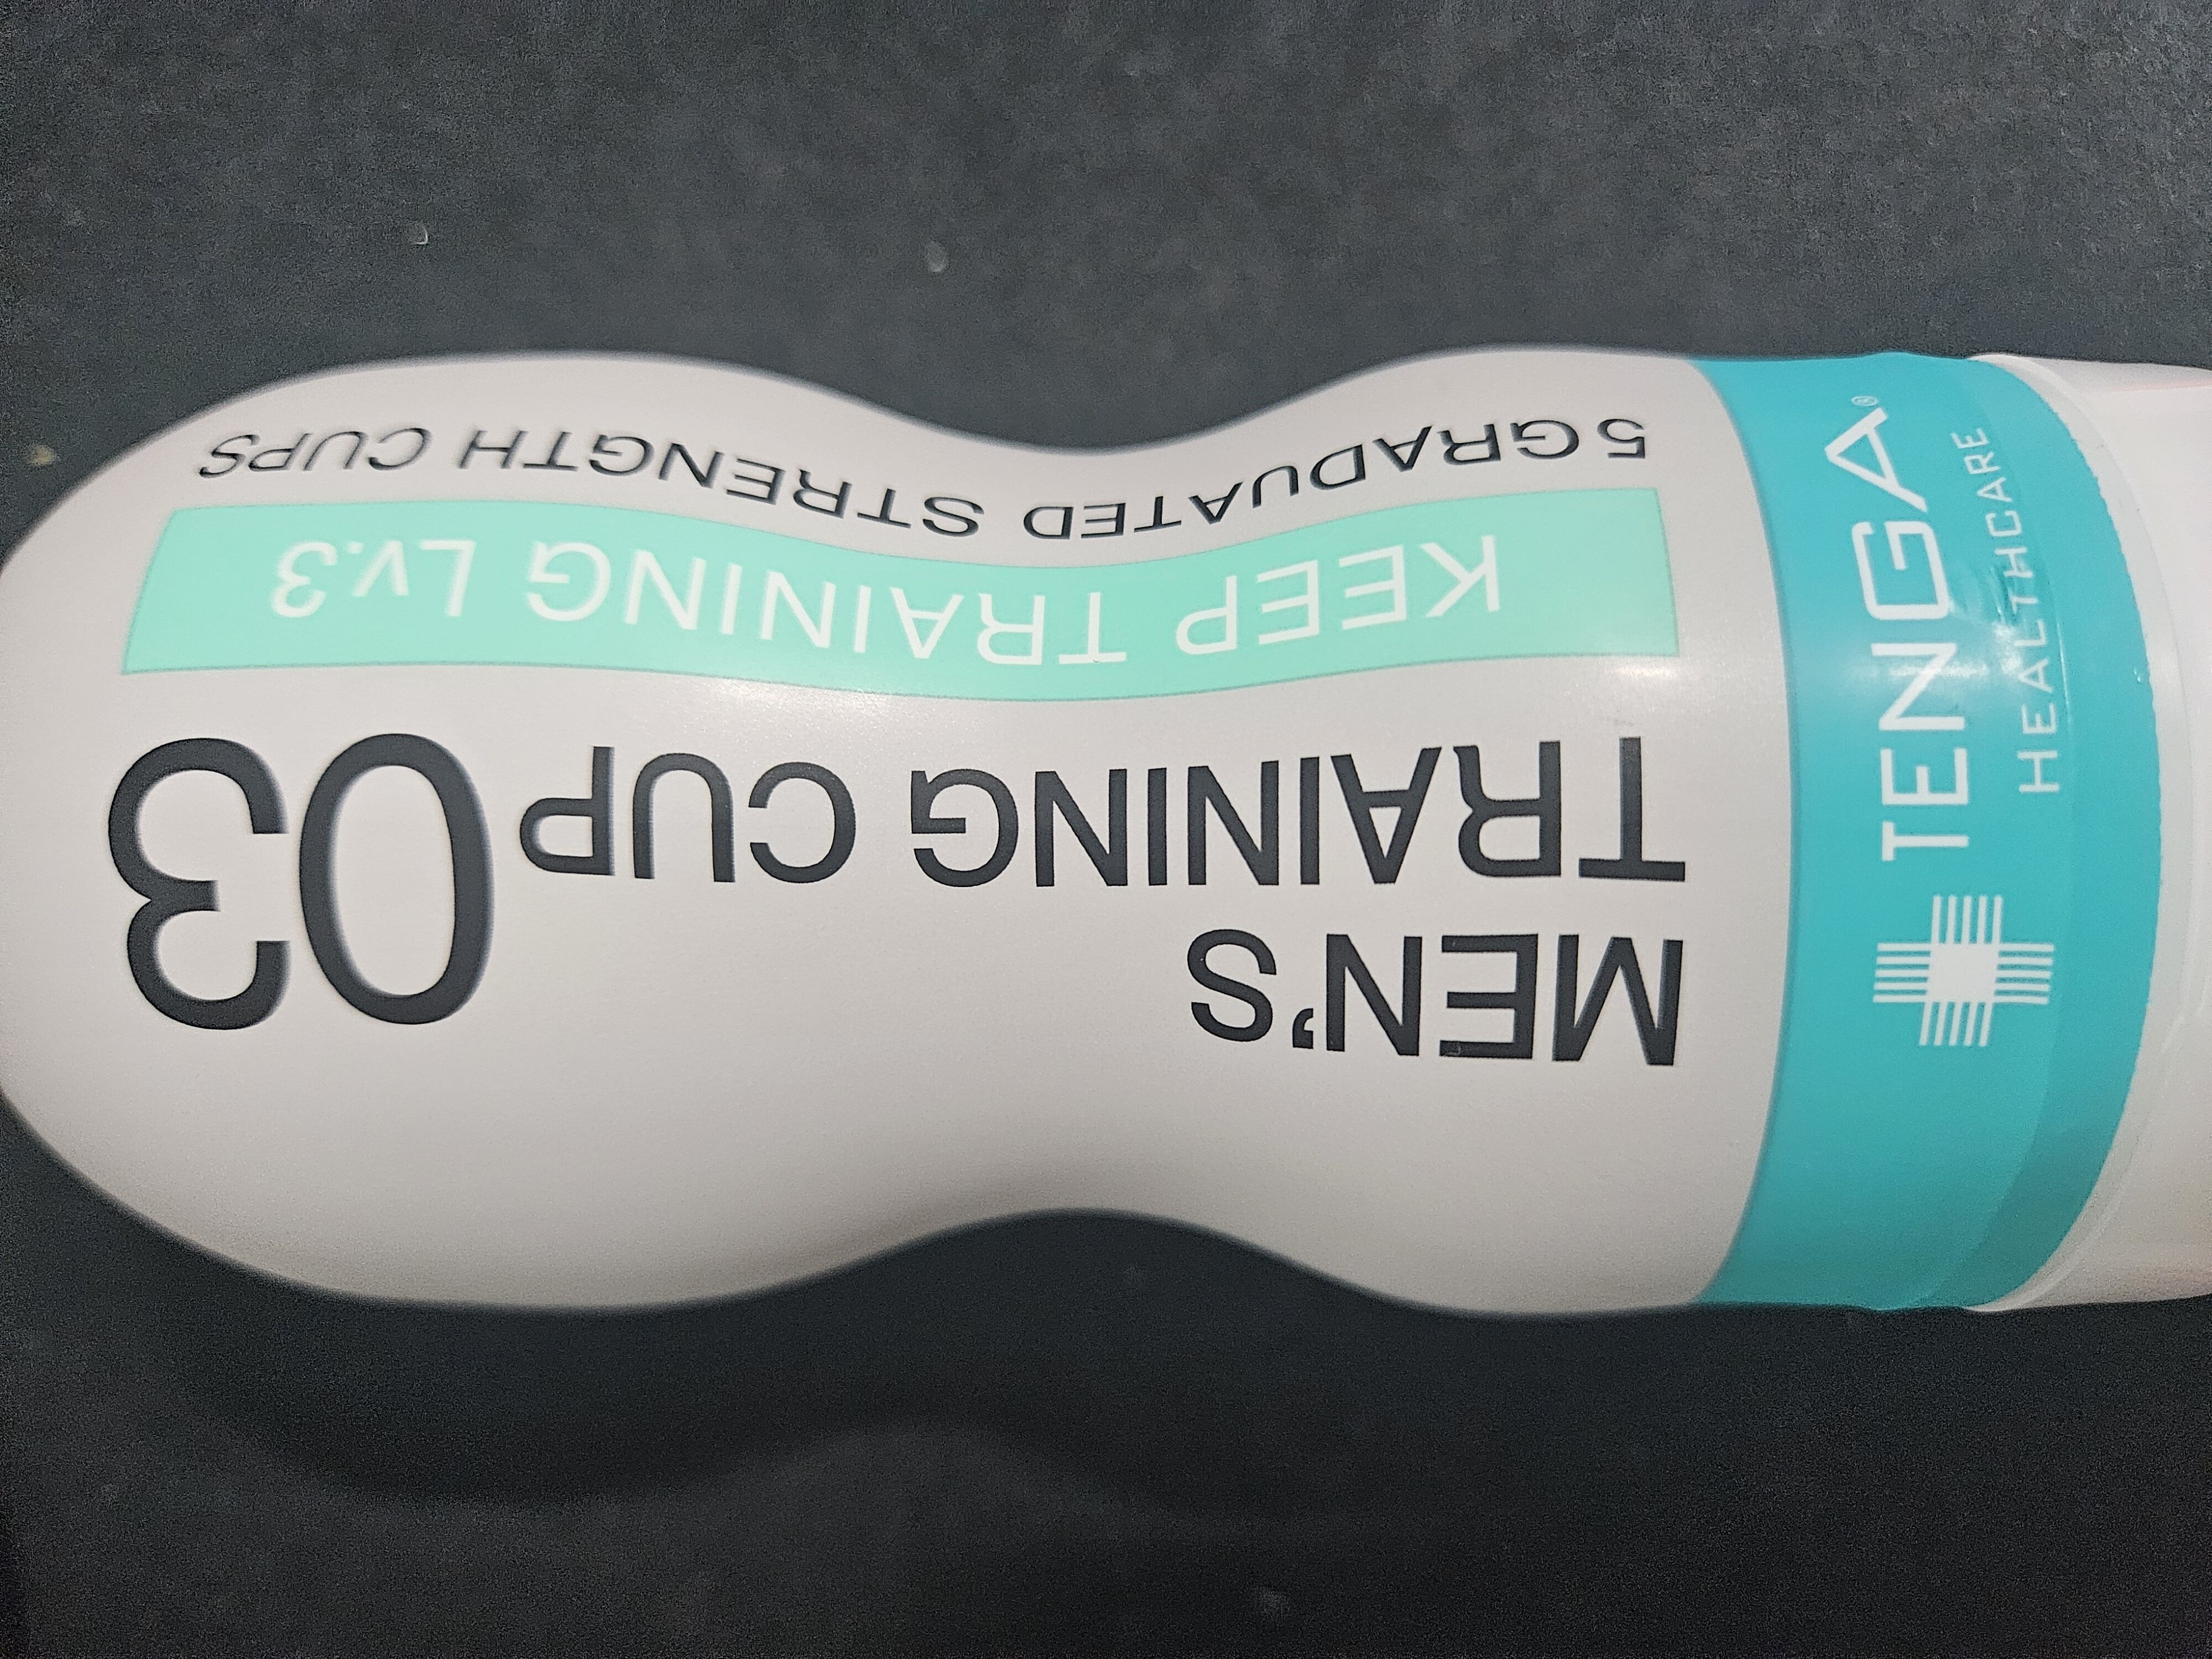 TENGA®
HEALTHCARE
MEN'S
TRAINING CUP 03
KEEP TRAINING Lv.3
5 GRADUATED STRENGTH CUPS